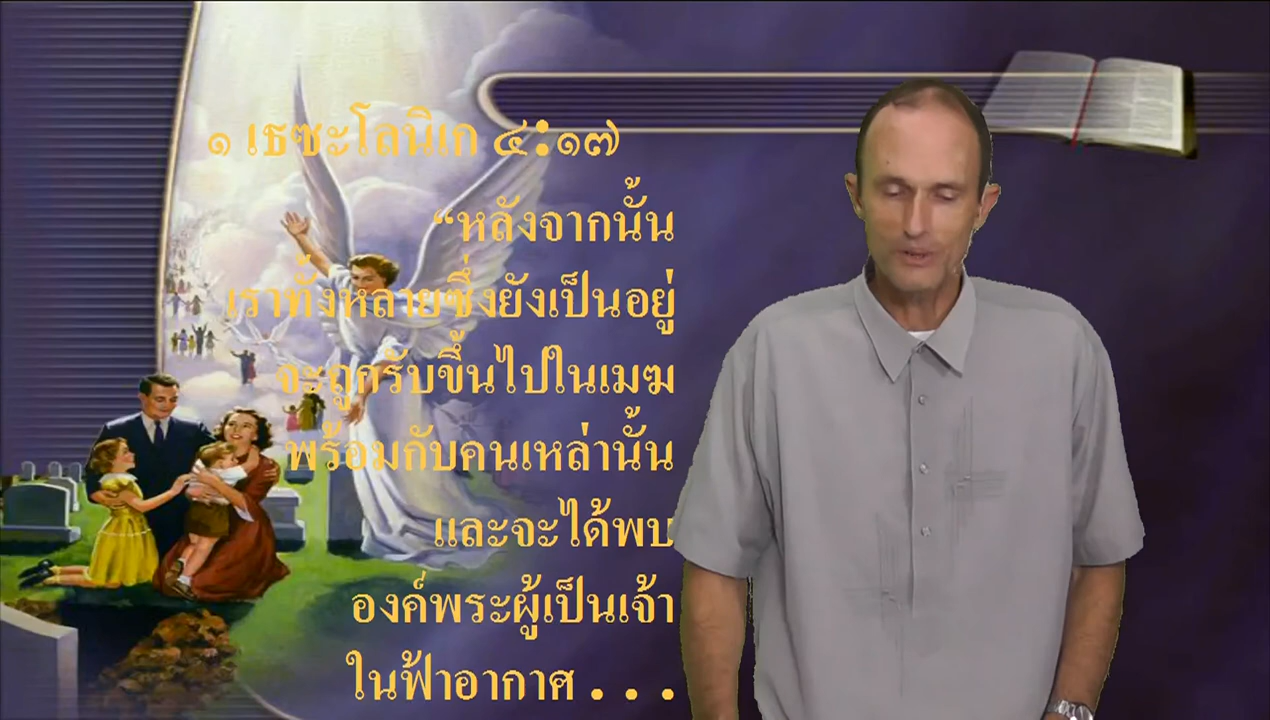 ๑ เธซะโลนิเก ๔:๑๗
“หลังจากนั้น
เราทั้งหลายซึ่งยังเป็นอยู่
จะถูกรับขึ้นไปในเมฆ
พร้อมกับคนเหล่านั้น
และจะได้พบ
องค์พระผู้เป็นเจ้า
ในฟ้าอากาศ . . .